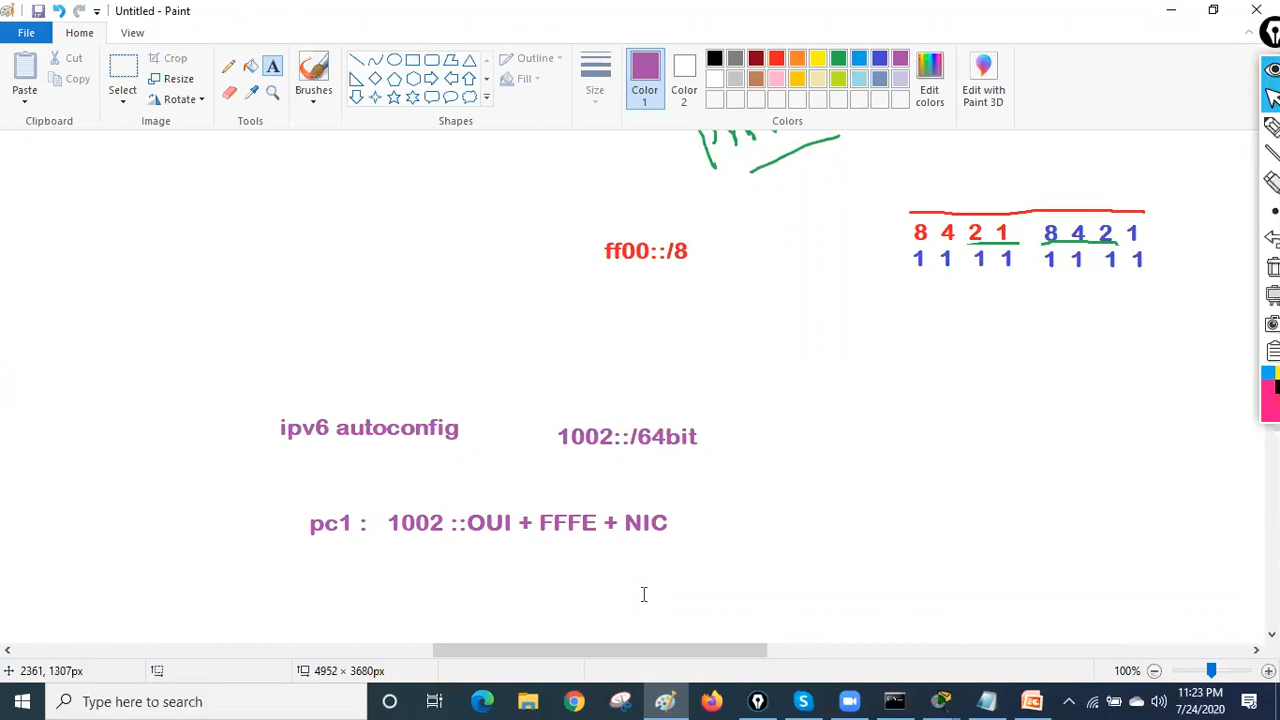 Untitled - Paint
File Home View
Paste
Cut
Copy
Clipboard
Select
Crop
Resize
Rotate
Image
A
Tools
Brushes
Outline
Fill
Shapes
Size
Color 1
Color 2
Edit colors
Edit with Paint 3D
Colors
8 4 2 1 8 4 2 1
ff00::/8
1 1 1 1 1 1 1 1
ipv6 autoconfig
1002::/64bit
pc1 : 1002 ::OUI + FFFE + NIC
2361, 1307px
4952 × 3680px
100%
Type here to search
11:23 PM
7/24/2020